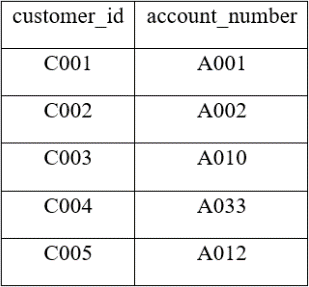 customer_id account_number
C001 A001
C002 A002
C003 A010
C004 A033
C005 A012